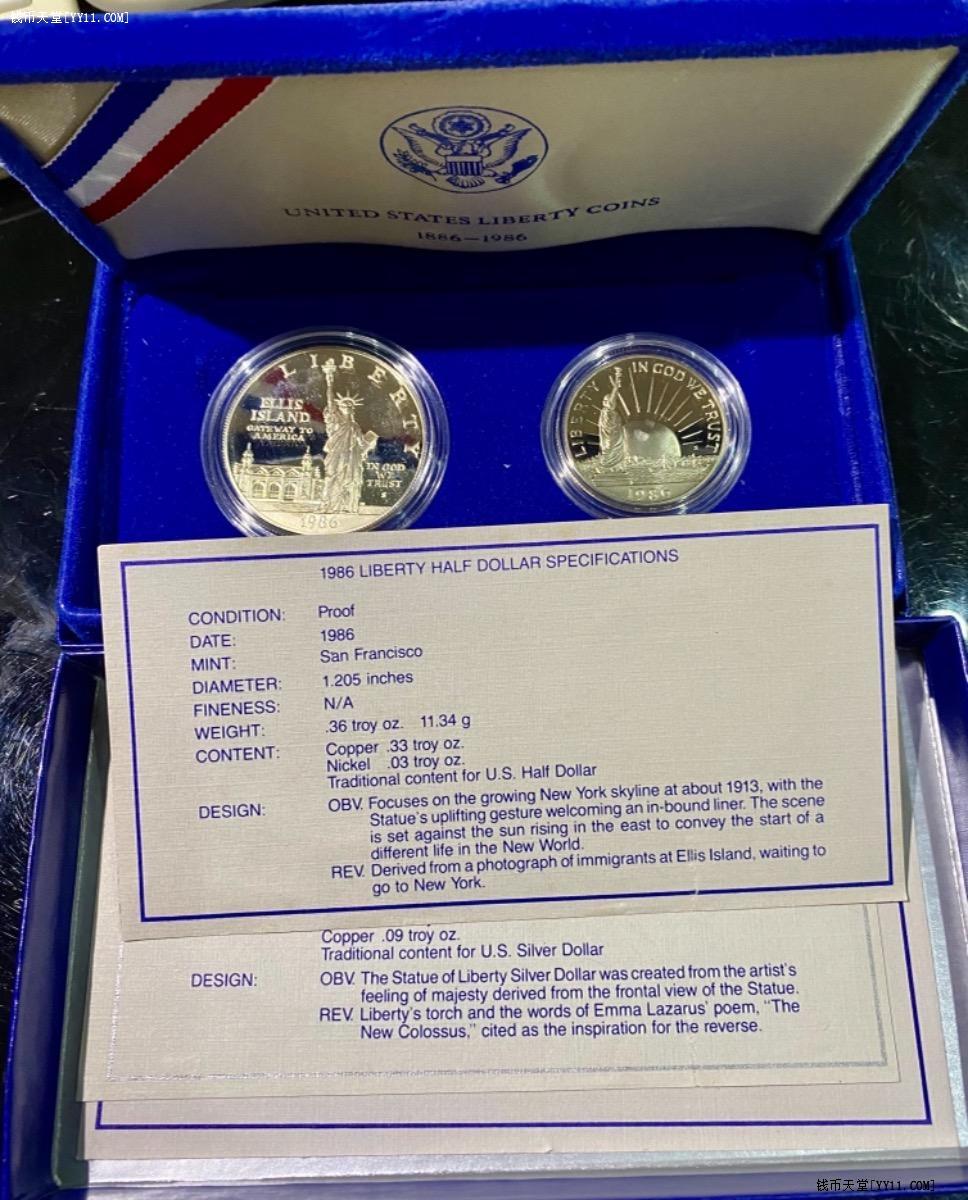 钱币天堂[YY11.COM]
UNITED STATES LIBERTY COINS
1886–1986
LIBERTY
ELLIS
ISLAND
GATEWAY TO
AMERICA
IN GOD
WE
TRUST
S
1986
LIBERTY IN GOD WE TRUST
1986
1986 LIBERTY HALF DOLLAR SPECIFICATIONS
CONDITION: Proof
DATE: 1986
MINT: San Francisco
DIAMETER: 1.205 inches
FINENESS: N/A
WEIGHT: .36 troy oz. 11.34 g
CONTENT: Copper .33 troy oz.
Nickel .03 troy oz.
Traditional content for U.S. Half Dollar
DESIGN: OBV. Focuses on the growing New York skyline at about 1913, with the
Statue's uplifting gesture welcoming an in-bound liner. The scene
is set against the sun rising in the east to convey the start of a
different life in the New World.
REV. Derived from a photograph of immigrants at Ellis Island, waiting to
go to New York.
Copper .09 troy oz.
Traditional content for U.S. Silver Dollar
DESIGN: OBV. The Statue of Liberty Silver Dollar was created from the artist's
feeling of majesty derived from the frontal view of the Statue.
REV. Liberty's torch and the words of Emma Lazarus' poem, "The
New Colossus," cited as the inspiration for the reverse.
钱币天堂[YY11.COM]